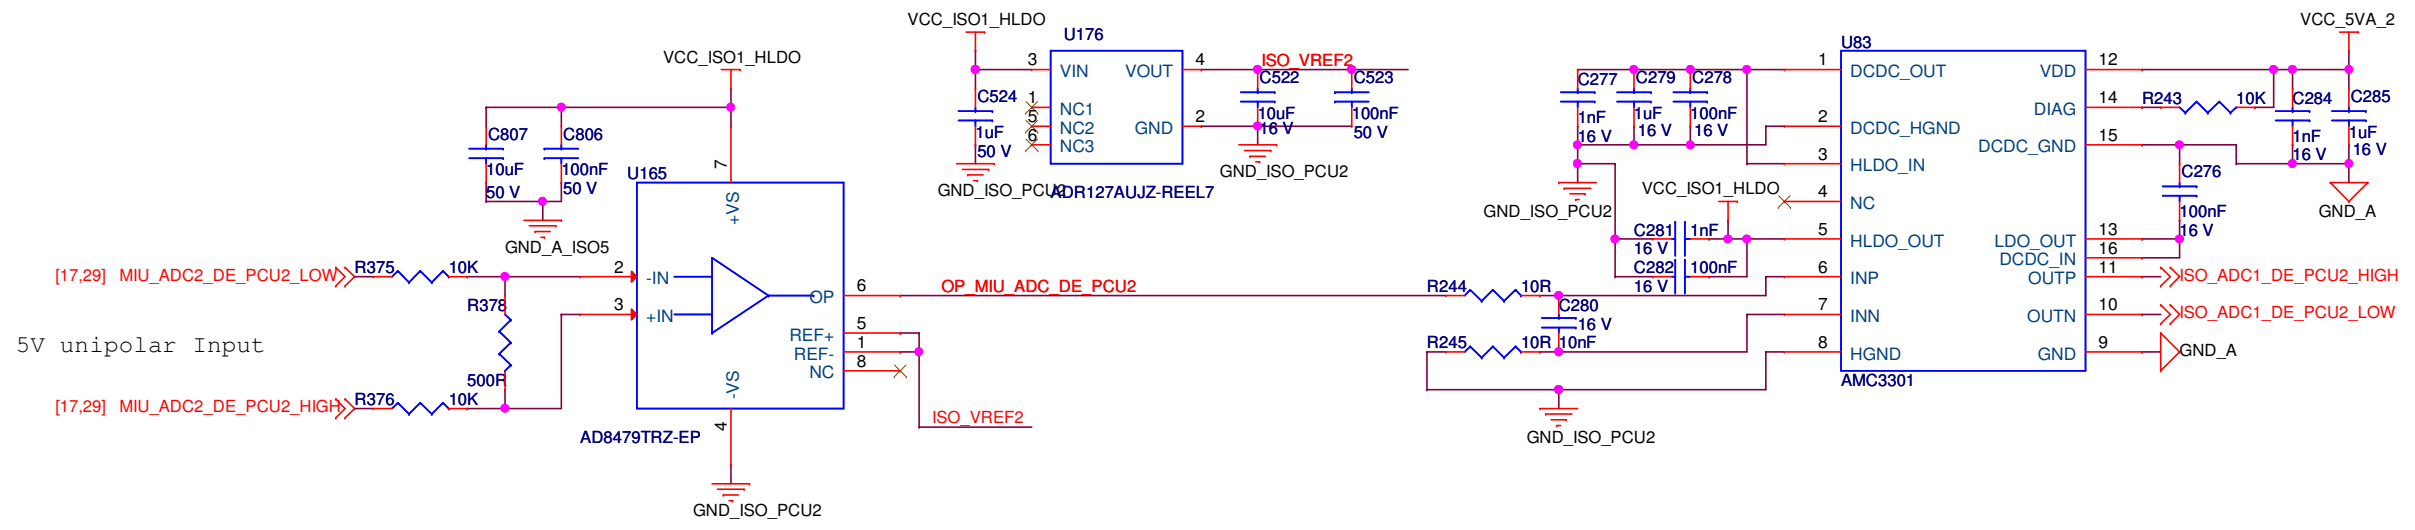 VCC_ISO1_HLDO
C807
10uF
50 V
C806
100nF
50 V
GND_A_ISO5
U165
7
+VS
[17,29] MIU_ADC2_DE_PCU2_LOW
R375
10K
2
-IN
R378
500R
3
+IN
5V unipolar Input
[17,29] MIU_ADC2_DE_PCU2_HIGH
R376
10K
OP
6
REF+
5
REF-
1
NC
8
-VS
4
AD8479TRZ-EP
GND_ISO_PCU2
ISO_VREF2
OP_MIU_ADC_DE_PCU2
VCC_ISO1_HLDO
U176
3
VIN
VOUT
4
ISO_VREF2
C524
1uF
50 V
1
NC1
5
NC2
6
NC3
GND
2
C522
10uF
16 V
C523
100nF
50 V
GND_ISO_PCU2
ADR127AUJZ-REEL7
GND_ISO_PCU2
C277
1nF
16 V
C279
1uF
16 V
C278
100nF
16 V
GND_ISO_PCU2
VCC_ISO1_HLDO
C281
1nF
16 V
C282
100nF
16 V
R244
10R
C280
16 V
10nF
R245
10R
GND_ISO_PCU2
U83
1
DCDC_OUT
2
DCDC_HGND
3
HLDO_IN
4
NC
5
HLDO_OUT
6
INP
7
INN
8
HGND
AMC3301
VDD
12
DIAG
14
DCDC_GND
15
LDO_OUT
13
DCDC_IN
16
OUTP
11
OUTN
10
GND
9
VCC_5VA_2
R243
10K
C284
1nF
16 V
C285
1uF
16 V
GND_A
C276
100nF
16 V
ISO_ADC1_DE_PCU2_HIGH
ISO_ADC1_DE_PCU2_LOW
GND_A